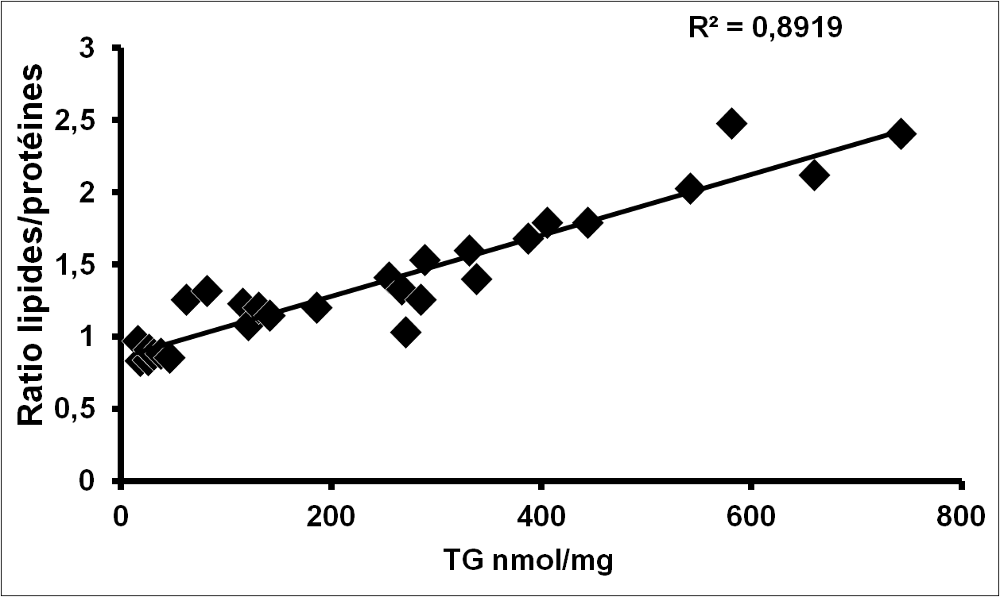 R² = 0,8919
3
2,5
2
1,5
1
0,5
0
Ratio lipides/protéines
0 200 400 600 800
TG nmol/mg